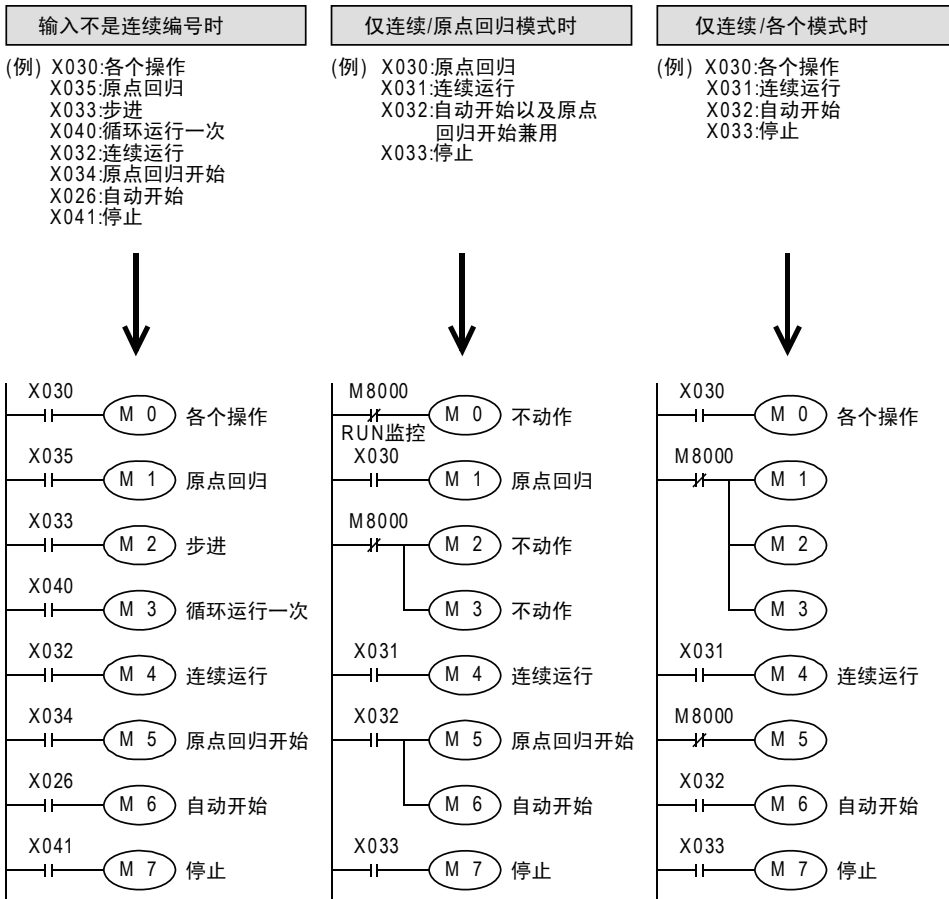 输入不是连续编号时
(例) X030:各个操作
X035:原点回归
X033:步进
X040:循环运行一次
X032:连续运行
X034:原点回归开始
X026:自动开始
X041:停止
X030
M 0 各个操作
X035
M 1 原点回归
X033
M 2 步进
X040
M 3 循环运行一次
X032
M 4 连续运行
X034
M 5 原点回归开始
X026
M 6 自动开始
X041
M 7 停止
仅连续/原点回归模式时
(例) X030:原点回归
X031:连续运行
X032:自动开始以及原点
回归开始兼用
X033:停止
M8000
M 0 不动作
RUN监控
X030
M 1 原点回归
M8000
M 2 不动作
M 3 不动作
X031
M 4 连续运行
X032
M 5 原点回归开始
M 6 自动开始
X033
M 7 停止
仅连续/各个模式时
(例) X030:各个操作
X031:连续运行
X032:自动开始
X033:停止
X030
M 0 各个操作
M8000
M 1
M 2
M 3
X031
M 4 连续运行
M8000
M 5
X032
M 6 自动开始
X033
M 7 停止